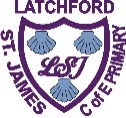 LATCHFORD
ST. JAMES
C of E PRIMARY
LSJ